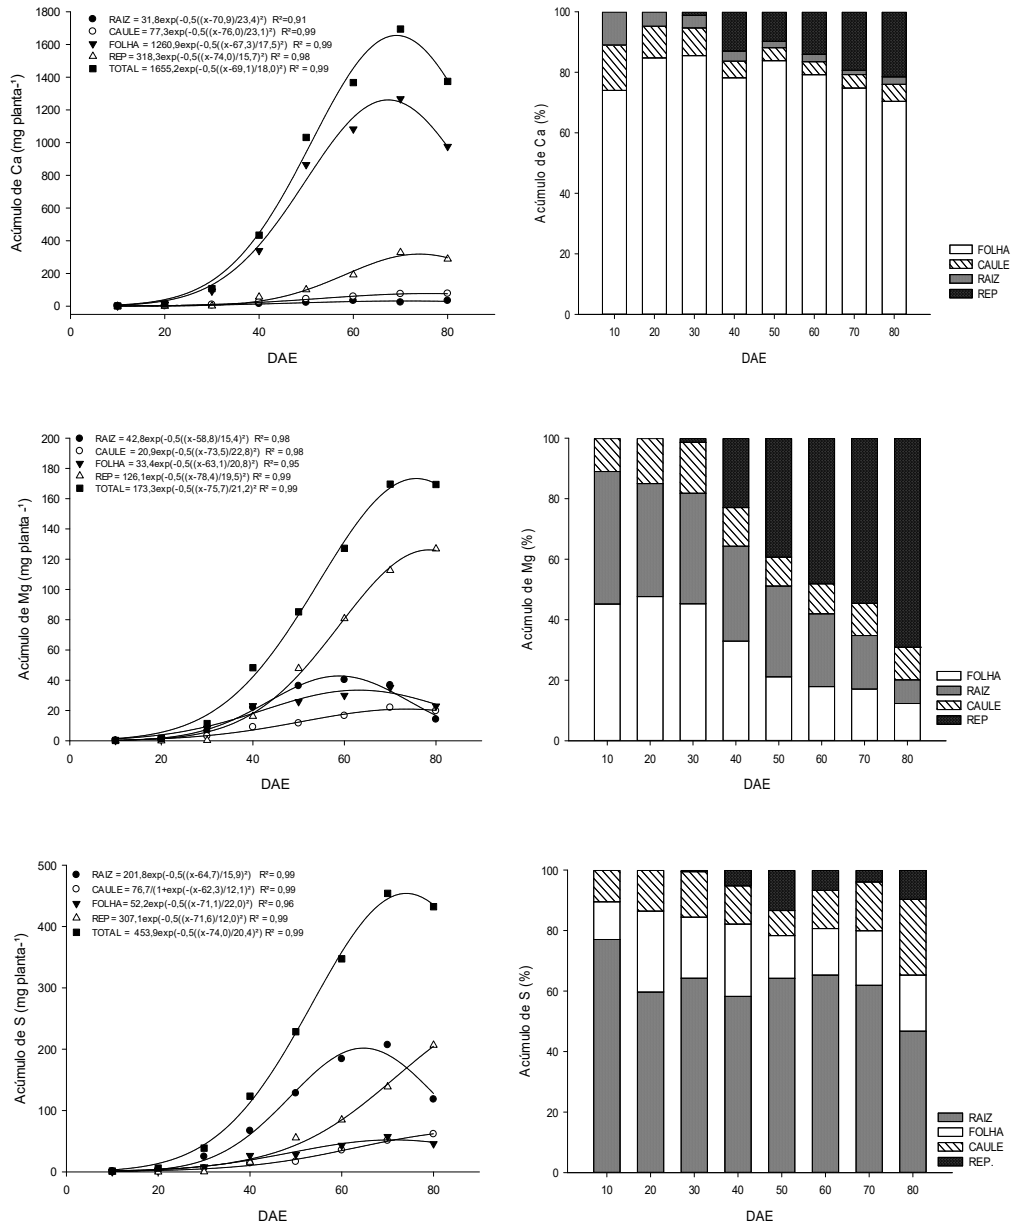 RAIZ = 31,8exp(-0,5((x-70,9)/23,4)²) R²=0,91
CAULE = 77,3exp(-0,5((x-76,0)/23,1)²) R²=0,99
FOLHA = 1260,9exp(-0,5((x-67,3)/17,5)²) R² = 0,99
REP = 318,3exp(-0,5((x-74,0)/15,7)²) R² = 0,98
TOTAL = 1655,2exp(-0,5((x-69,1)/18,0)²) R² = 0,99
Acúmulo de Ca (mg planta-¹)
1800
1600
1400
1200
1000
800
600
400
200
0
0 20 40 60 80
DAE
Acúmulo de Ca (%)
100
80
60
40
20
0
10 20 30 40 50 60 70 80
DAE
FOLHA
CAULE
RAIZ
REP
RAIZ = 42,8exp(-0,5((x-58,8)/15,4)²) R²= 0,98
CAULE = 20,9exp(-0,5((x-73,5)/22,8)²) R² = 0,98
FOLHA = 33,4exp(-0,5((x-63,1)/20,8)²) R² = 0,95
REP = 126,1exp(-0,5((x-78,4)/19,5)²) R² = 0,99
TOTAL = 173,3exp(-0,5((x-75,7)/21,2)² R² = 0,99
Acúmulo de Mg (mg planta -¹)
200
180
160
140
120
100
80
60
40
20
0
0 20 40 60 80
DAE
Acúmulo de Mg (%)
100
80
60
40
20
0
10 20 30 40 50 60 70 80
DAE
FOLHA
RAIZ
CAULE
REP
RAIZ = 201,8exp(-0,5((x-64,7)/15,9)²) R² = 0,99
CAULE = 76,7/(1+exp(-(x-62,3)/12,1)²) R²= 0,99
FOLHA= 52,2exp(-0,5((x-71,1)/22,0)²) R² = 0,96
REP = 307,1exp(-0,5((x-71,6)/12,0)²) R² = 0,99
TOTAL = 453,9exp(-0,5((x-74,0)/20,4)²) R² = 0,99
Acúmulo de S (mg planta-¹)
500
400
300
200
100
0
0 20 40 60 80
DAE
Acúmulo de S (%)
100
80
60
40
20
0
10 20 30 40 50 60 70 80
DAE
RAIZ
FOLHA
CAULE
REP.